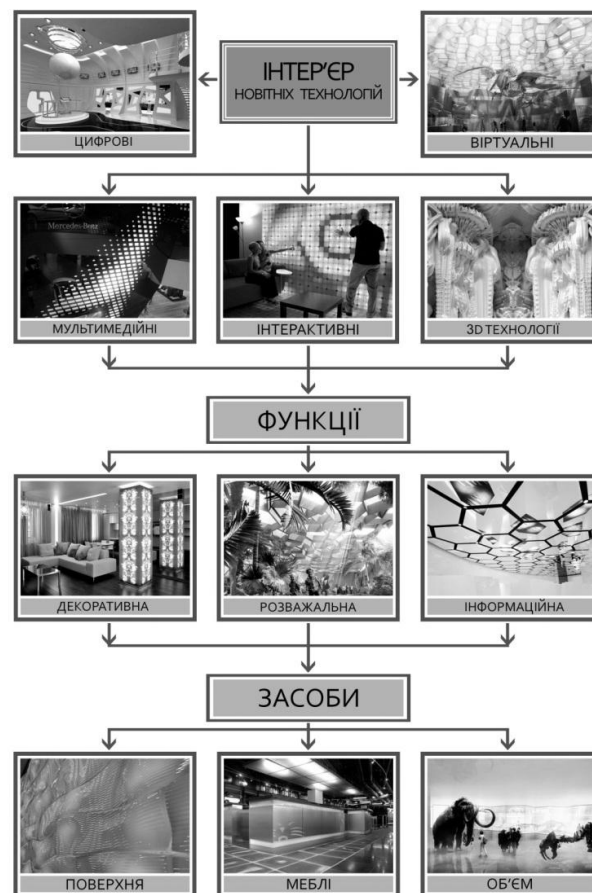 ІНТЕР'ЄР
НОВІТНІХ ТЕХНОЛОГІЙ
ЦИФРОВІ
ВІРТУАЛЬНІ
Mercedes-Benz
МУЛЬТИМЕДІЙНІ
ІНТЕРАКТИВНІ
3D ТЕХНОЛОГІЇ
ФУНКЦІЇ
ДЕКОРАТИВНА
РОЗВАЖАЛЬНА
ІНФОРМАЦІЙНА
ЗАСОБИ
ПОВЕРХНЯ
МЕБЛІ
ОБ'ЄМ